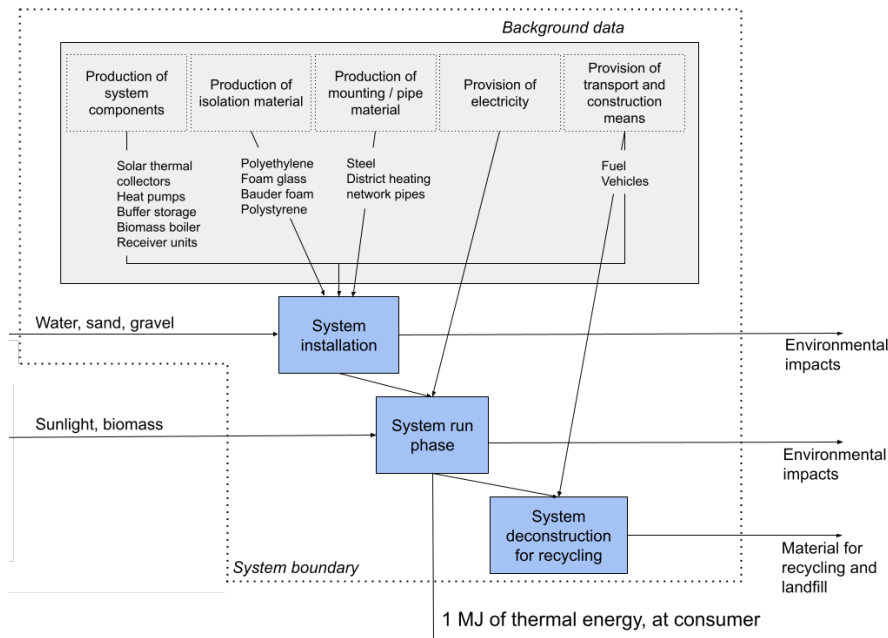 Background data
Production of
system
components
Production of
isolation material
Production of
mounting / pipe
material
Provision of
electricity
Provision of
transport and
construction
means
Solar thermal
collectors
Heat pumps
Buffer storage
Biomass boiler
Receiver units
Polyethylene
Foam glass
Bauder foam
Polystyrene
Steel
District heating
network pipes
Fuel
Vehicles
Water, sand, gravel
System
installation
Environmental
impacts
Sunlight, biomass
System run
phase
Environmental
impacts
System
deconstruction
for recycling
Material for
recycling and
landfill
System boundary
1 MJ of thermal energy, at consumer